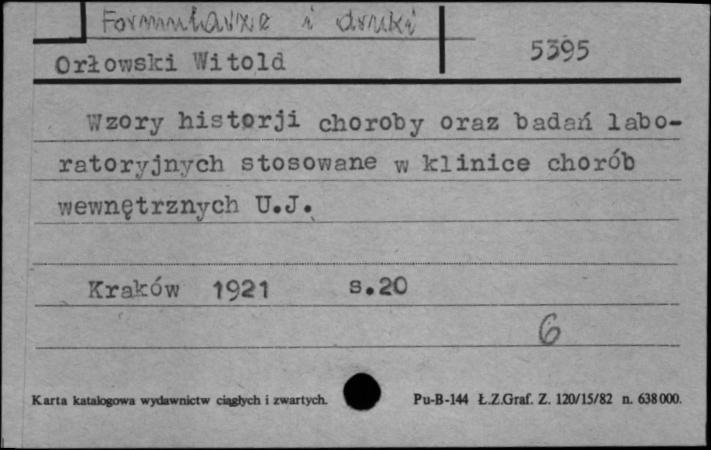 Formularze i druki
Orłowski Witold 5395
Wzory historji choroby oraz badań labo-
ratoryjnych stosowane w klinice chorób
wewnętrznych U.J.
Kraków 1921 s.20
6
Karta katalogowa wydawnictw ciągłych i zwartych. Pu-B-144 Ł.Z.Graf. Z. 120/15/82 n. 638000.